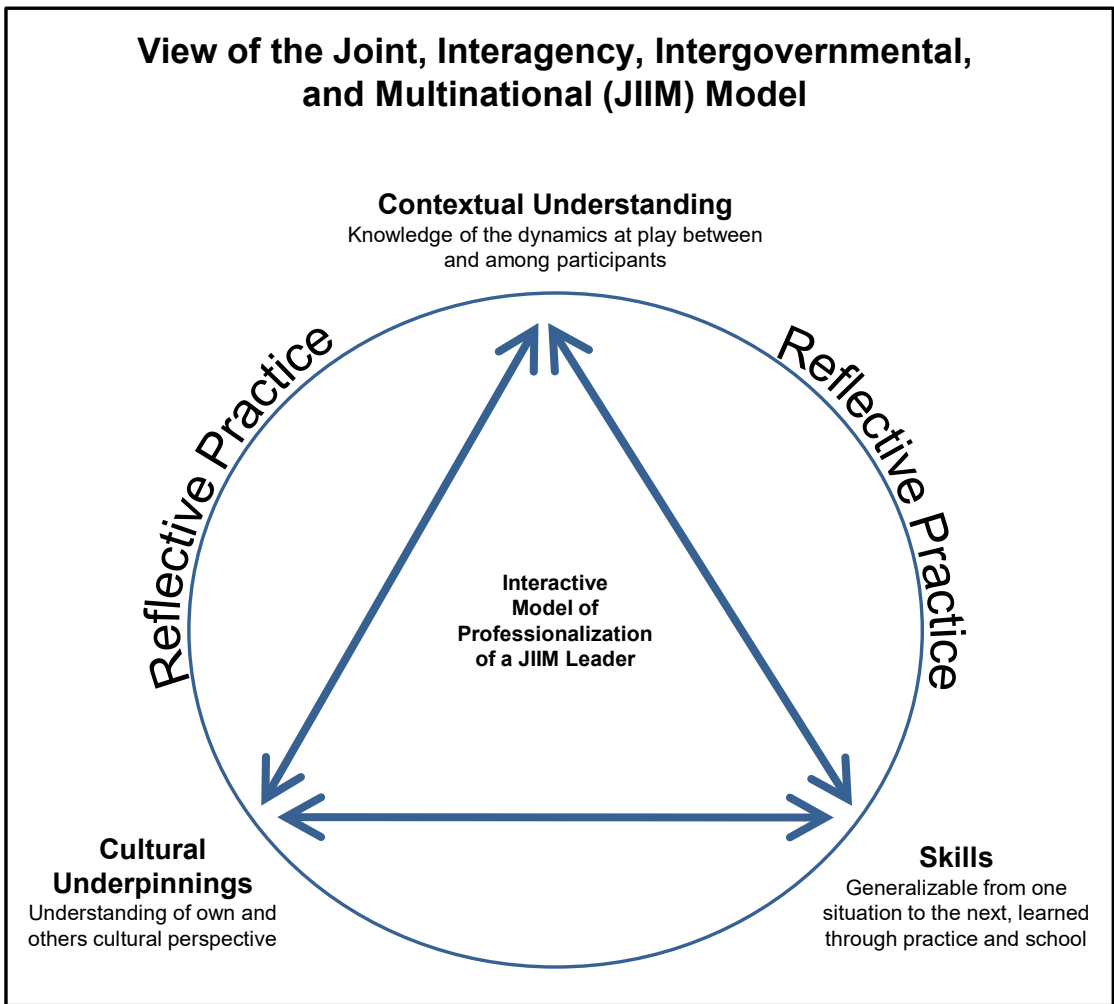 View of the Joint, Interagency, Intergovernmental,
and Multinational (JIIM) Model
Contextual Understanding
Knowledge of the dynamics at play between
and among participants
Reflective Practice
Reflective Practice
Interactive
Model of
Professionalization
of a JIIM Leader
Cultural
Underpinnings
Understanding of own and
others cultural perspective
Skills
Generalizable from one
situation to the next, learned
through practice and school